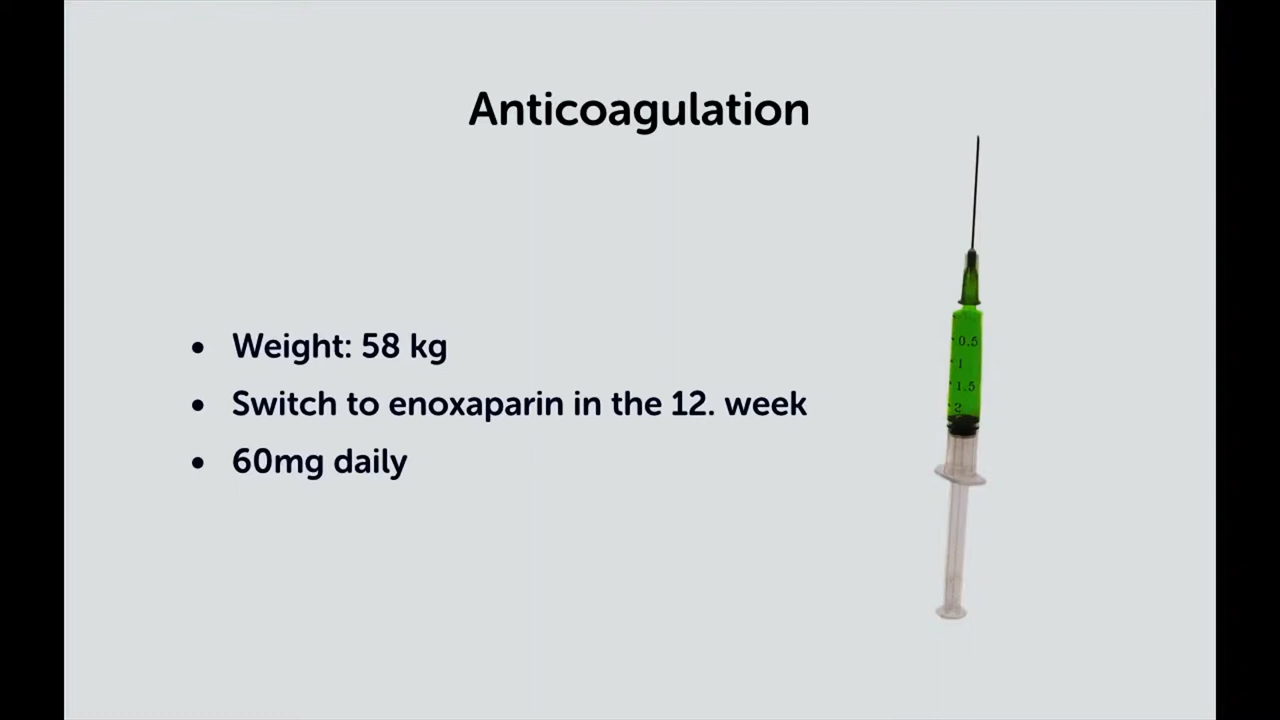 Anticoagulation
• Weight: 58 kg
• Switch to enoxaparin in the 12. week
• 60mg daily
0.5
1
1.5
2